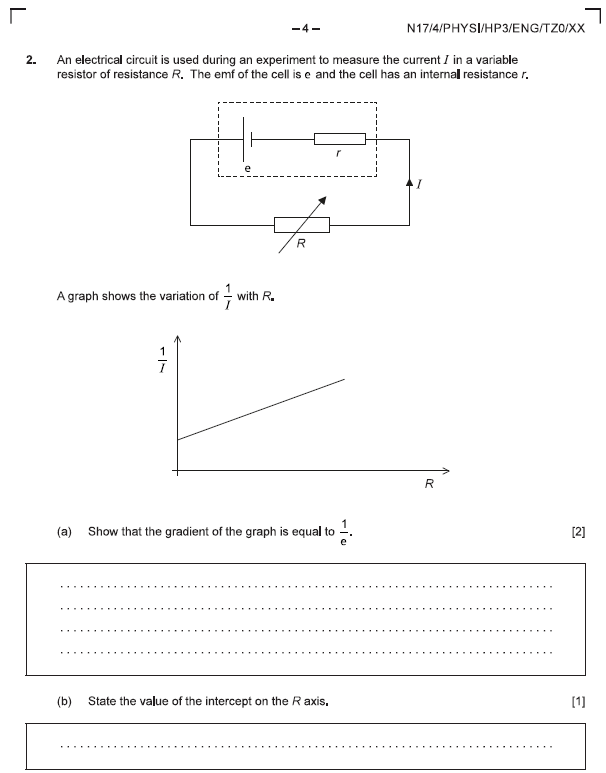 – 4 –
N17/4/PHYSI/HP3/ENG/TZ0/XX
2. An electrical circuit is used during an experiment to measure the current I in a variable
resistor of resistance R. The emf of the cell is e and the cell has an internal resistance r.
r
e
I
R
A graph shows the variation of 1/I with R.
1/I
R
(a) Show that the gradient of the graph is equal to 1/e. [2]
(b) State the value of the intercept on the R axis. [1]